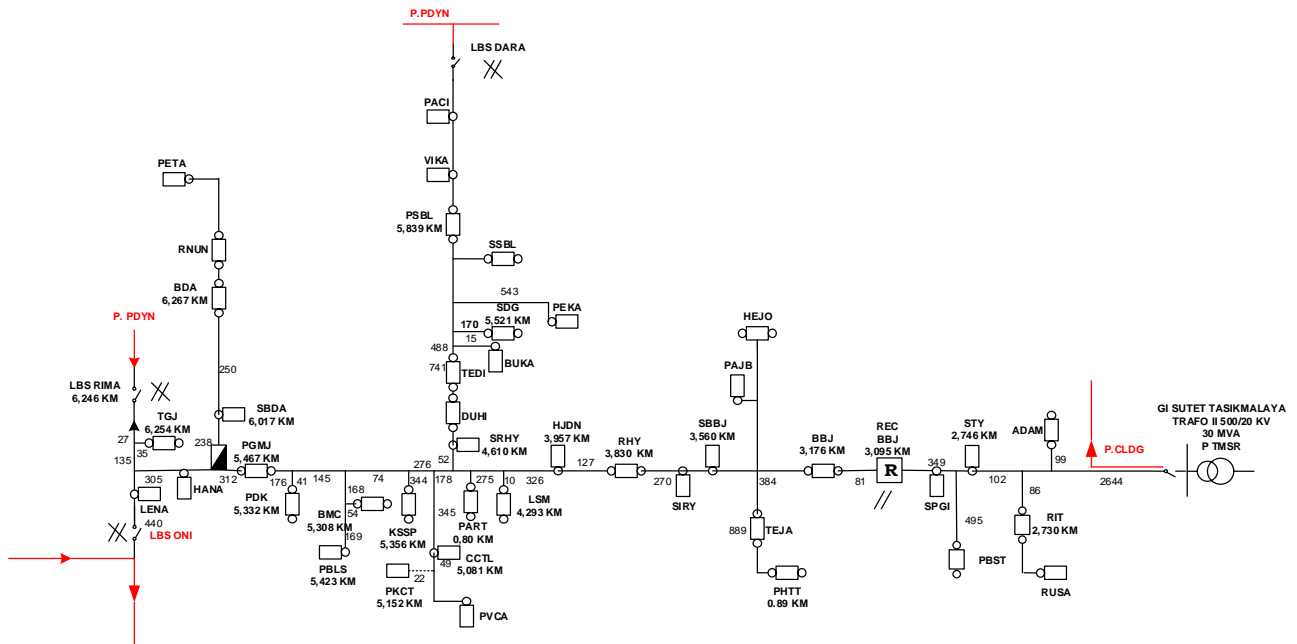 P.PDYN
LBS DARA
PACI
VIKA
PETA
PSBL
5,839 KM
RNUN
SSBL
BDA
6,267 KM
543
SDG
5,521 KM
PEKA
170
15
488
BUKA
741
TEDI
HEJO
P. PDYN
250
PAJB
LBS RIMA
6,246 KM
DUHI
TGJ
6,254 KM
SBDA
6,017 KM
HJDN
3,957 KM
SBBJ
3,560 KM
SRHY
4,610 KM
RHY
3,830 KM
BBJ
3,176 KM
REC
BBJ
3,095 KM
R
STY
2,746 KM
ADAM
GI SUTET TASIKMALAYA
TRAFO II 500/20 KV
30 MVA
P TMSR
P.CLDG
27
35
135
238
PGMJ
5,467 KM
52
276
127
349
99
305
HANA
312
176
41
145
74
344
178
275
10
326
270
SIRY
384
81
SPGI
102
2644
LENA
PDK
5,332 KM
168
BMC
5,308 KM
54
169
KSSP
5,356 KM
345
PART
0,80 KM
LSM
4,293 KM
889
TEJA
495
86
RIT
2,730 KM
440
LBS ONI
PBLS
5,423 KM
CCTL
5,081 KM
49
22
PKCT
5,152 KM
PVCA
PHTT
0.89 KM
PBST
RUSA